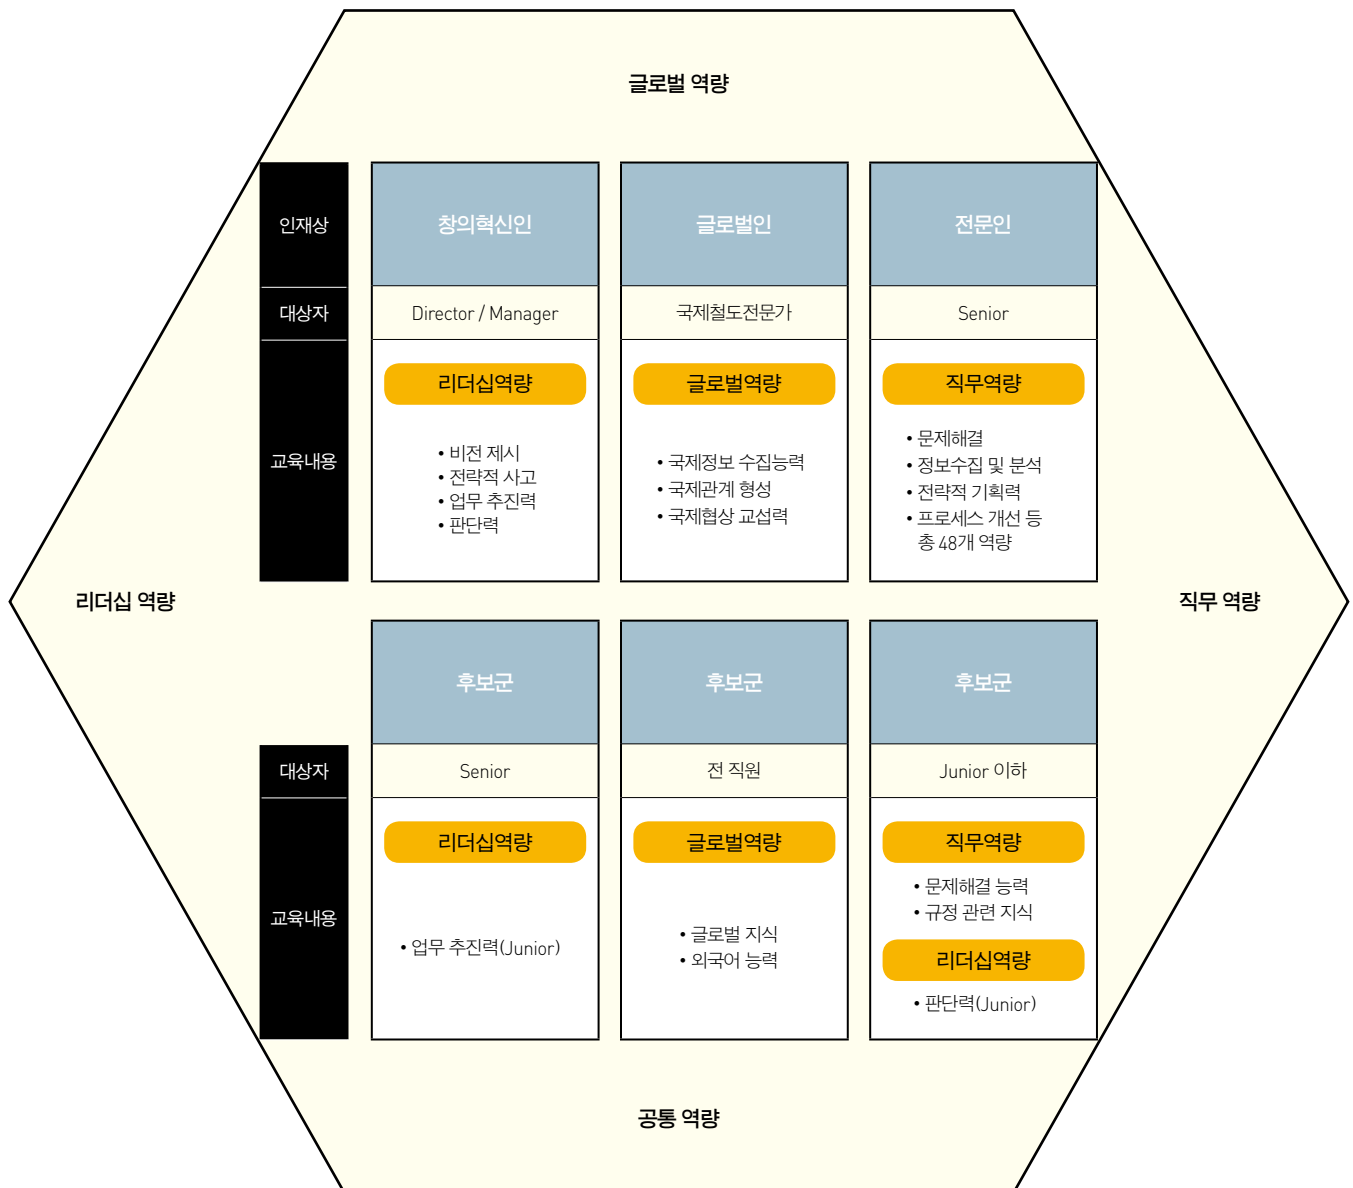 글로벌 역량
인재상
창의혁신인
글로벌인
전문인
대상자
Director / Manager
국제철도전문가
Senior
교육내용
리더십역량
• 비전 제시
• 전략적 사고
• 업무 추진력
• 판단력
글로벌역량
• 국제정보 수집능력
• 국제관계 형성
• 국제협상 교섭력
직무역량
• 문제해결
• 정보수집 및 분석
• 전략적 기획력
• 프로세스 개선 등
총 48개 역량
리더십 역량
직무 역량
후보군
후보군
후보군
대상자
Senior
전 직원
Junior 이하
교육내용
리더십역량
• 업무 추진력(Junior)
글로벌역량
• 글로벌 지식
• 외국어 능력
직무역량
• 문제해결 능력
• 규정 관련 지식
리더십역량
• 판단력(Junior)
공통 역량